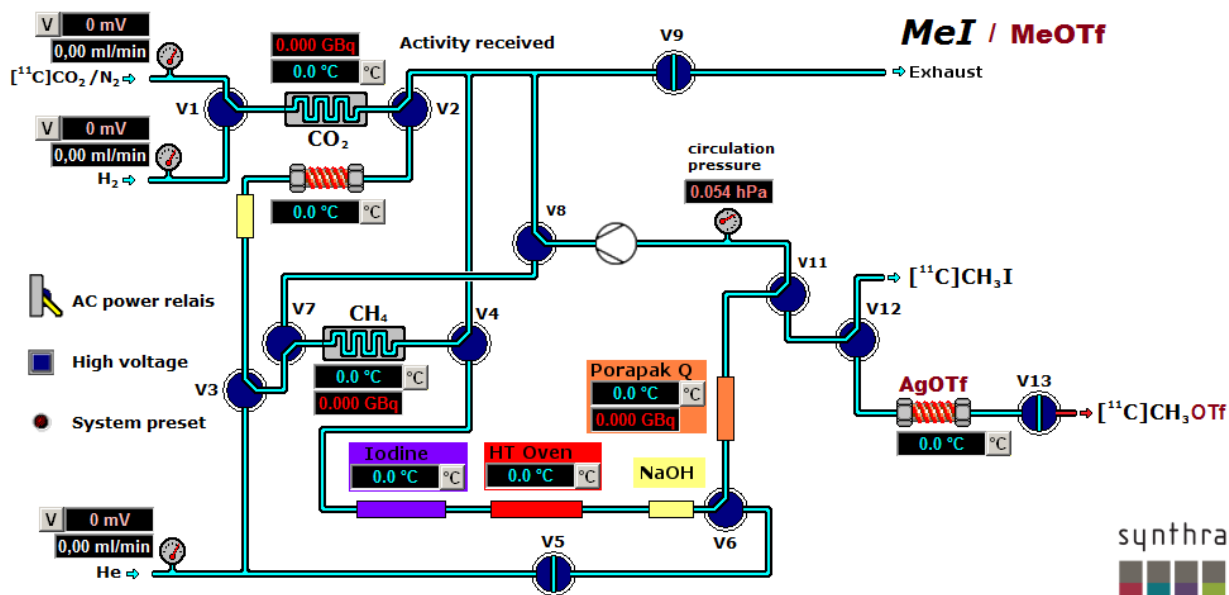 V 0 mV
0,00 ml/min
[¹¹C]CO₂/N₂
V1
V 0 mV
0,00 ml/min
H₂
0.000 GBq
0.0 °C °C
CO₂
Activity received
V2
0.0 °C °C
V9
MeI / MeOTf
Exhaust
circulation
pressure
0.054 hPa
V8
V11
[¹¹C]CH₃I
V12
AC power relais
High voltage
System preset
V7
CH₄
V4
0.0 °C °C
0.000 GBq
V3
Porapak Q
0.0 °C °C
0.000 GBq
AgOTf
0.0 °C °C
V13
[¹¹C]CH₃OTf
Iodine
0.0 °C °C
HT Oven
0.0 °C °C
NaOH
V6
V 0 mV
0,00 ml/min
He
V5
synthra